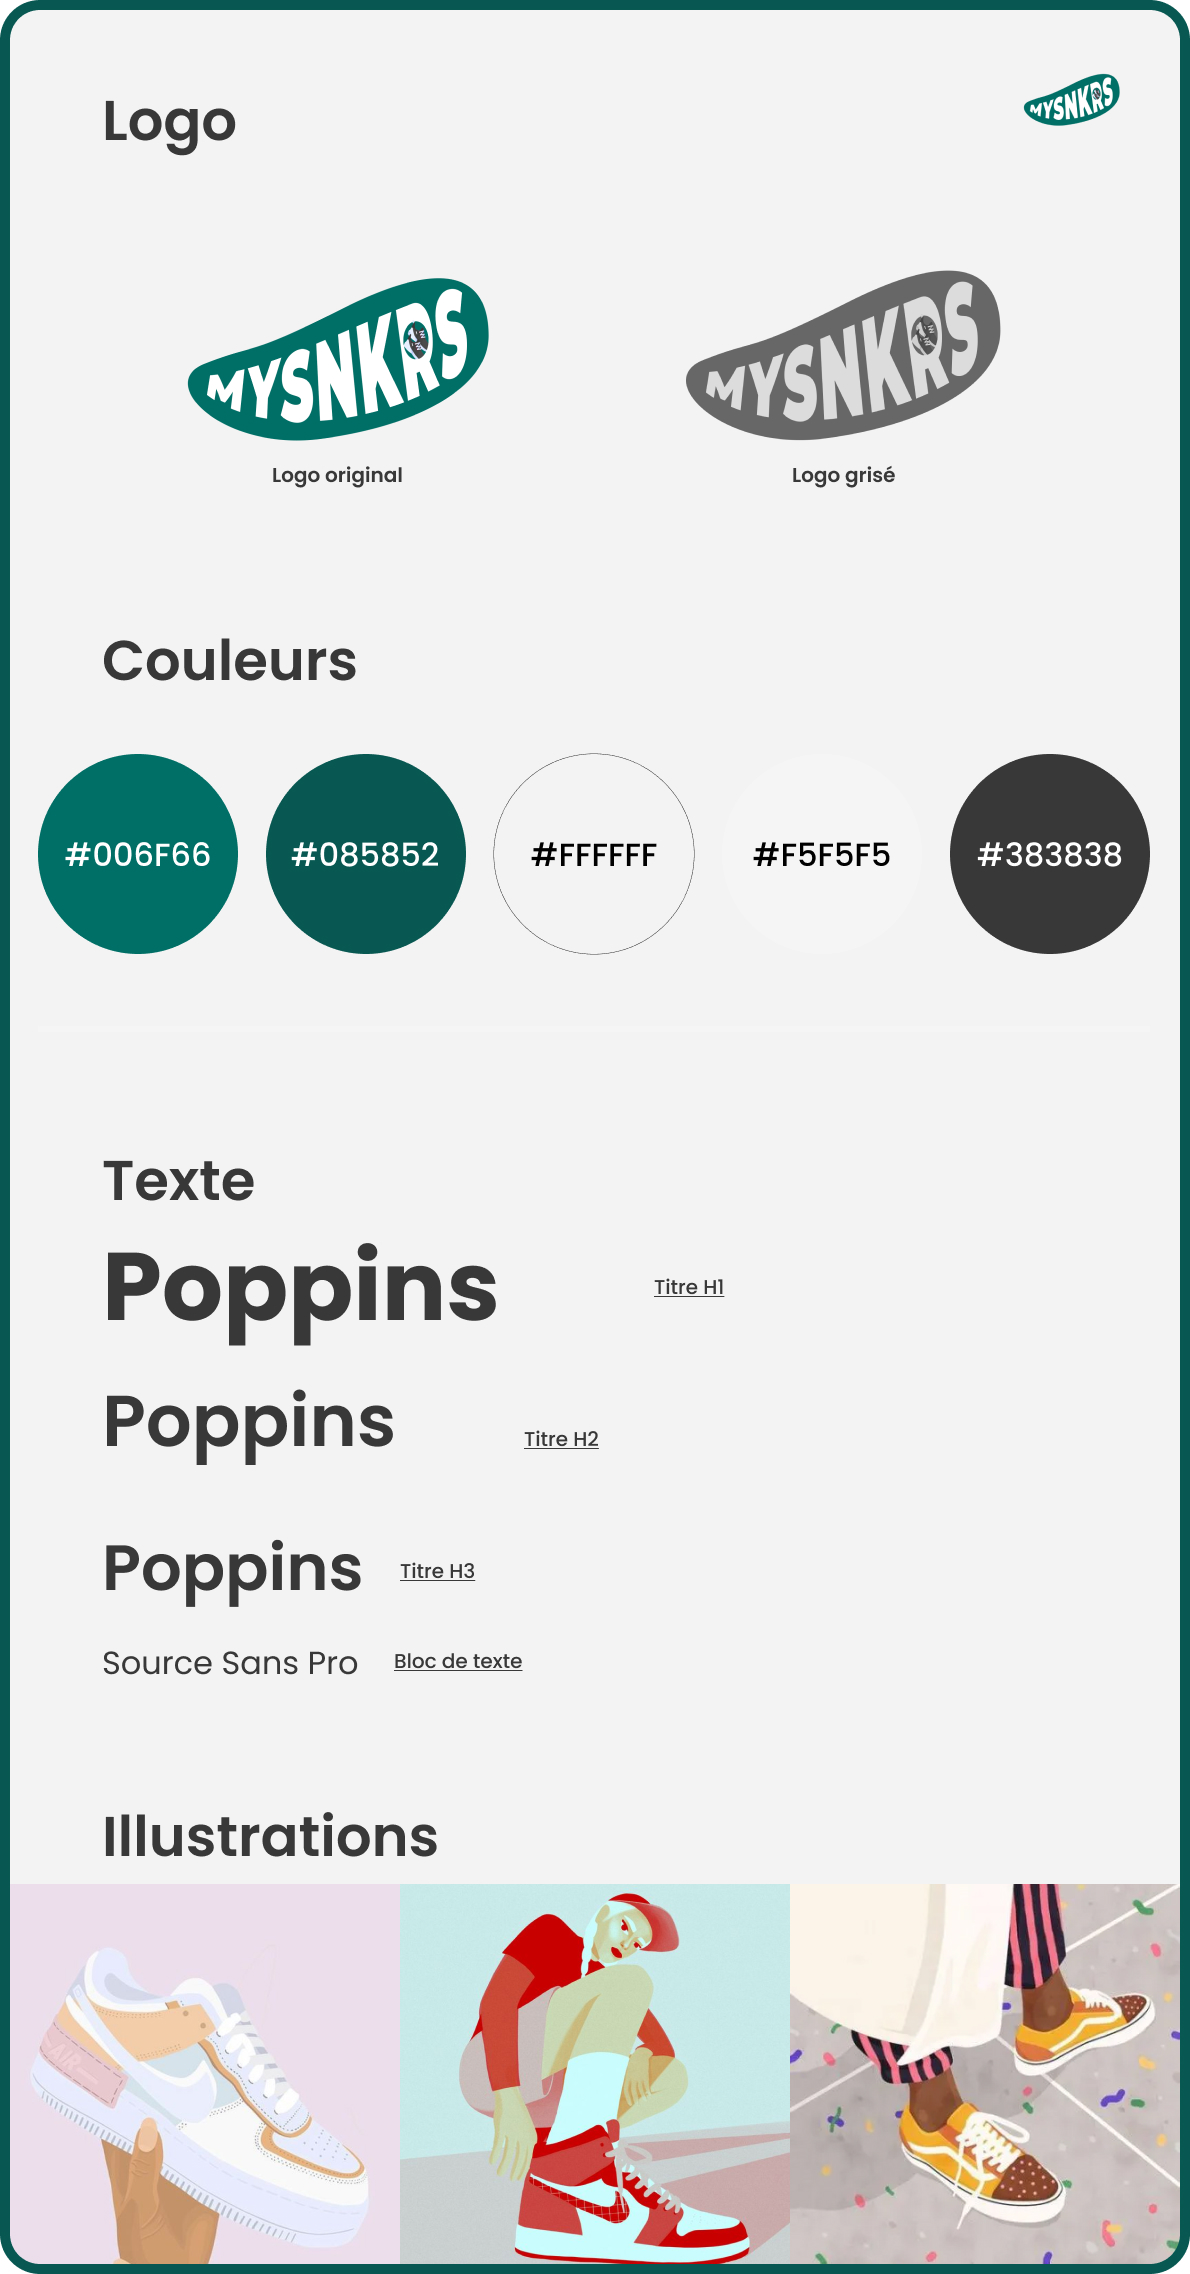 Logo
MYSNKRS
MYSNKRS
MYSNKRS
Logo original
Logo grisé
Couleurs
#006F66
#085852
#FFFFFF
#F5F5F5
#383838
Texte
Poppins
Titre H1
Poppins
Titre H2
Poppins
Titre H3
Source Sans Pro
Bloc de texte
Illustrations
AIR